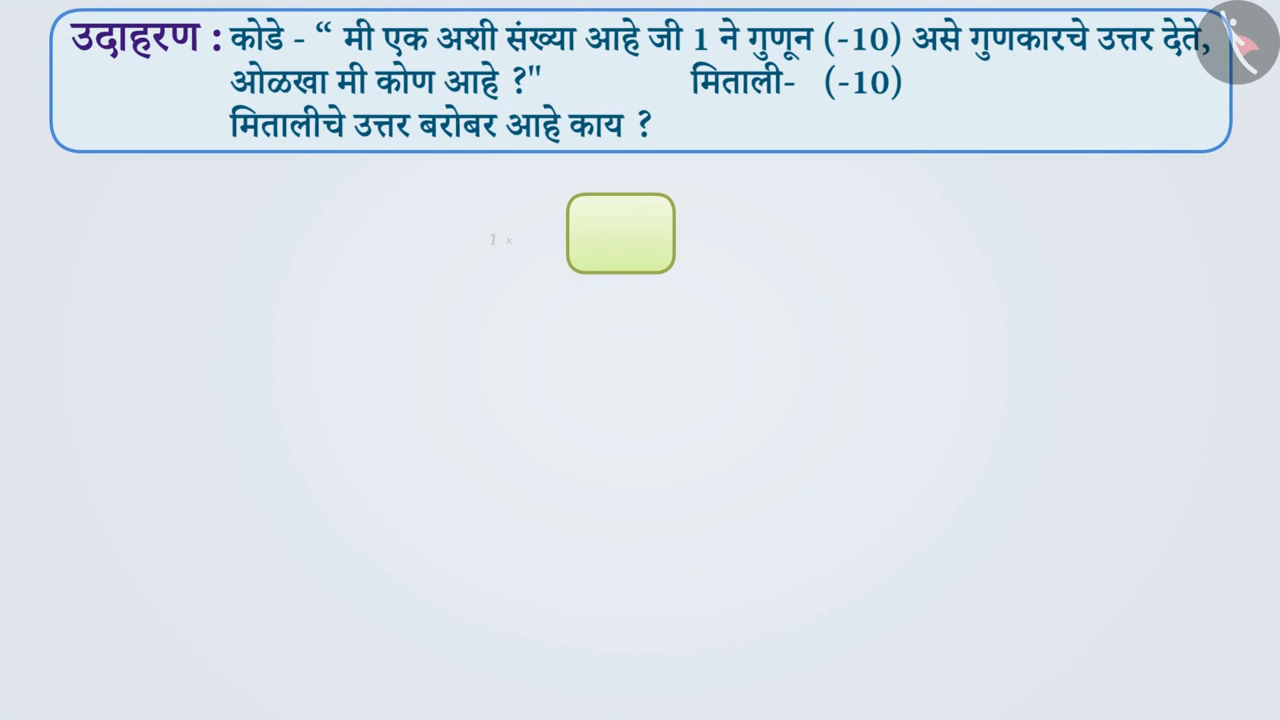 उदाहरण : कोडे - “ मी एक अशी संख्या आहे जी 1 ने गुणून (-10) असे गुणकारचे उत्तर देते,
ओळखा मी कोण आहे ?" मिताली- (-10)
मितालीचे उत्तर बरोबर आहे काय ?
1 ×